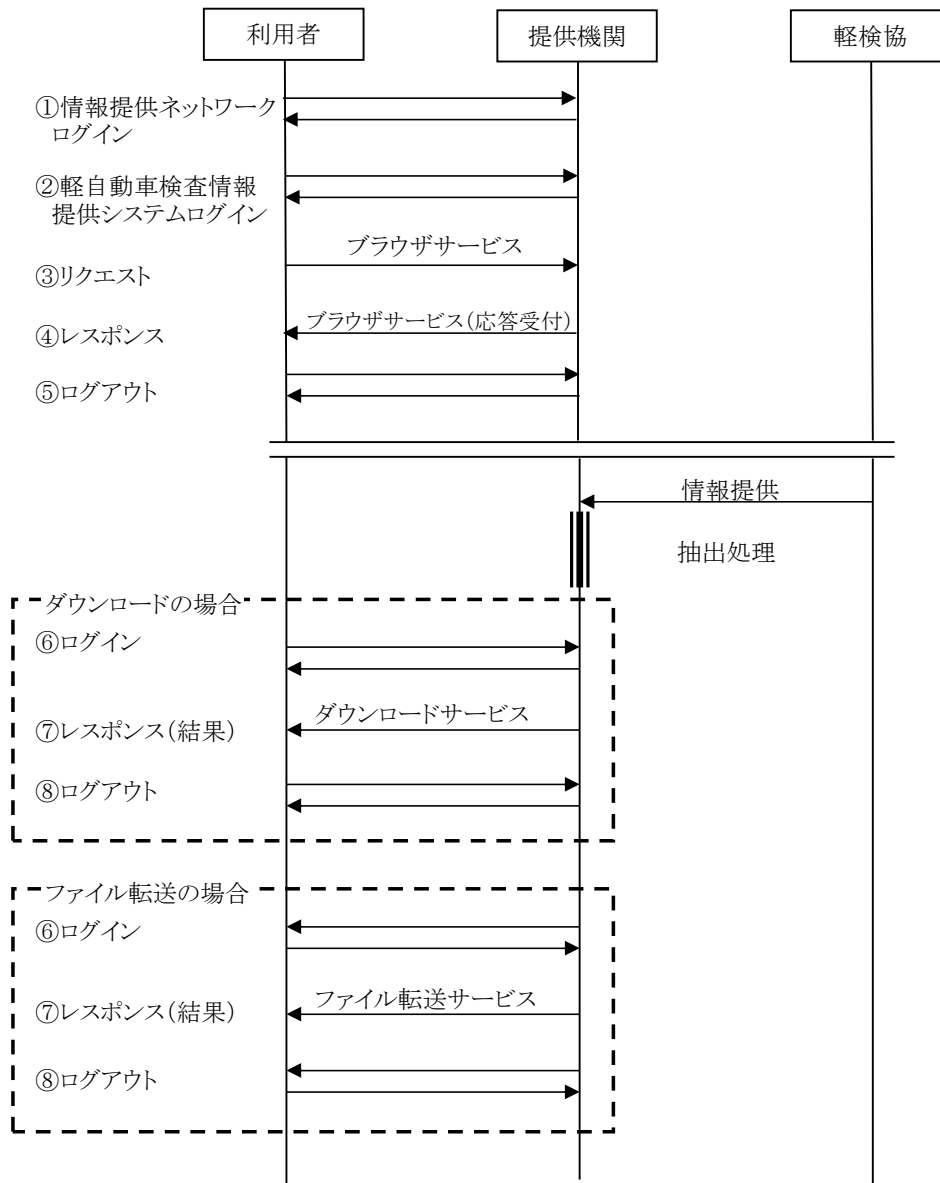 利用者
提供機関
軽検協
①情報提供ネットワーク
ログイン
②軽自動車検査情報
提供システムログイン
ブラウザサービス
③リクエスト
ブラウザサービス(応答受付)
④レスポンス
⑤ログアウト
情報提供
抽出処理
ダウンロードの場合
⑥ログイン
ダウンロードサービス
⑦レスポンス(結果)
⑧ログアウト
ファイル転送の場合
⑥ログイン
ファイル転送サービス
⑦レスポンス(結果)
⑧ログアウト